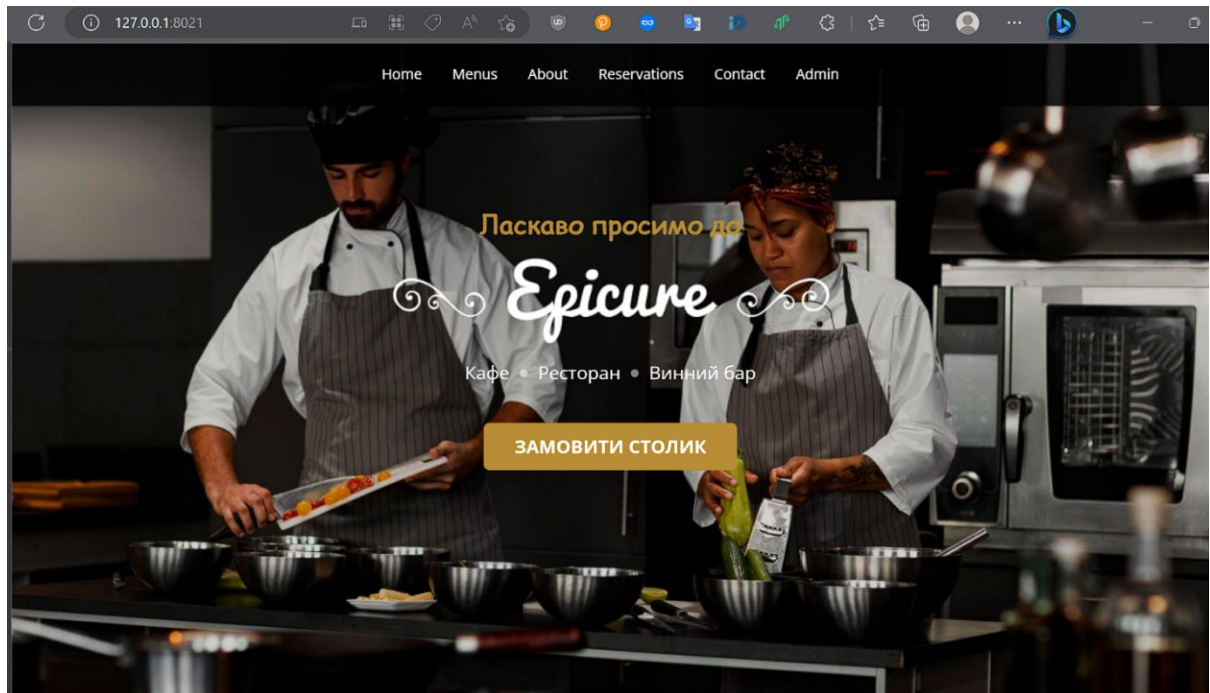 127.0.0.1:8021
Home Menus About Reservations Contact Admin
Ласкаво просимо до
Epicure
Кафе • Ресторан • Винний бар
ЗАМОВИТИ СТОЛИК